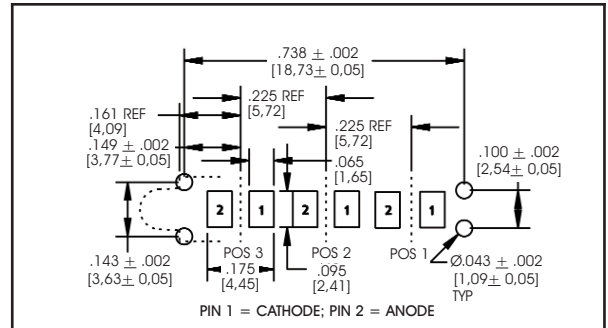 .738 ± .002
[18,73± 0,05]
.225 REF
[5,72]
.161 REF
[4,09]
.225 REF
[5,72]
.149 ± .002
[3,77± 0,05]
.065
[1,65]
.100 ± .002
[2,54± 0,05]
2 1 2 1 2 1
POS 3 POS 2 POS 1
.143 ± .002
[3,63± 0,05]
.175
[4,45]
.095
[2,41]
Ø.043 ± .002
[1,09± 0,05]
TYP
PIN 1 = CATHODE; PIN 2 = ANODE